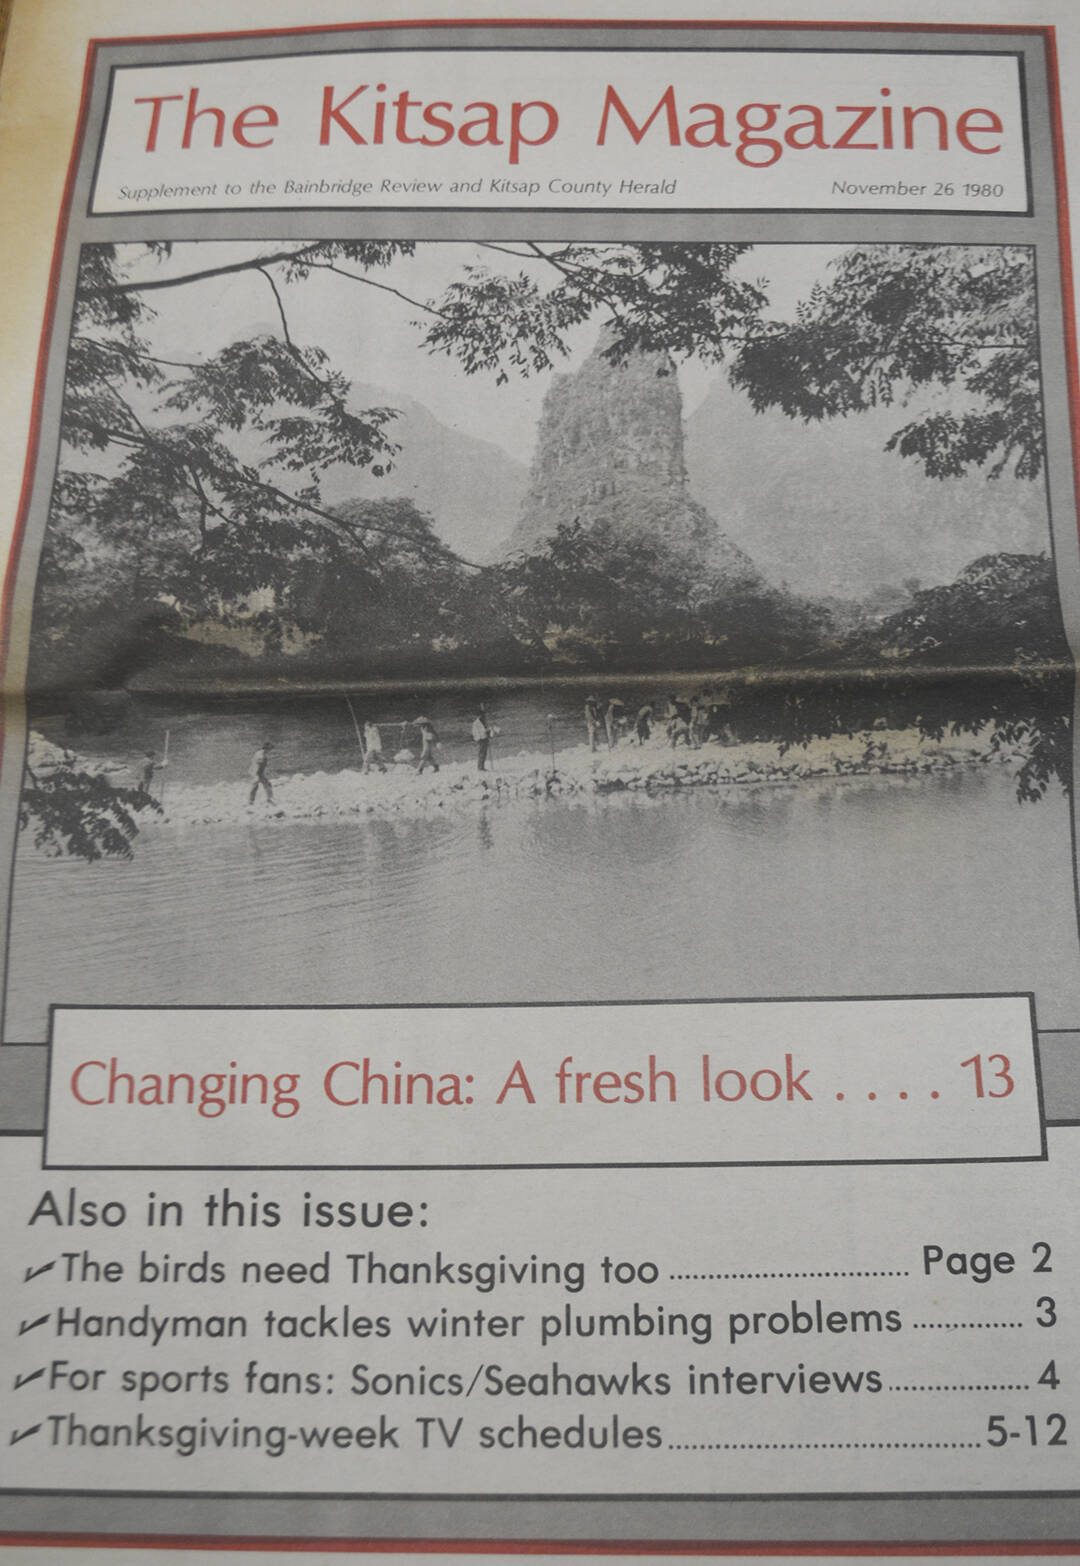 The Kitsap Magazine
Supplement to the Bainbridge Review and Kitsap County Herald November 26 1980
Changing China: A fresh look .... 13
Also in this issue:
✔The birds need Thanksgiving too ................................ Page 2
✔Handyman tackles winter plumbing problems .............. 3
✔For sports fans: Sonics/Seahawks interviews................... 4
✔Thanksgiving-week TV schedules.........................................5-12